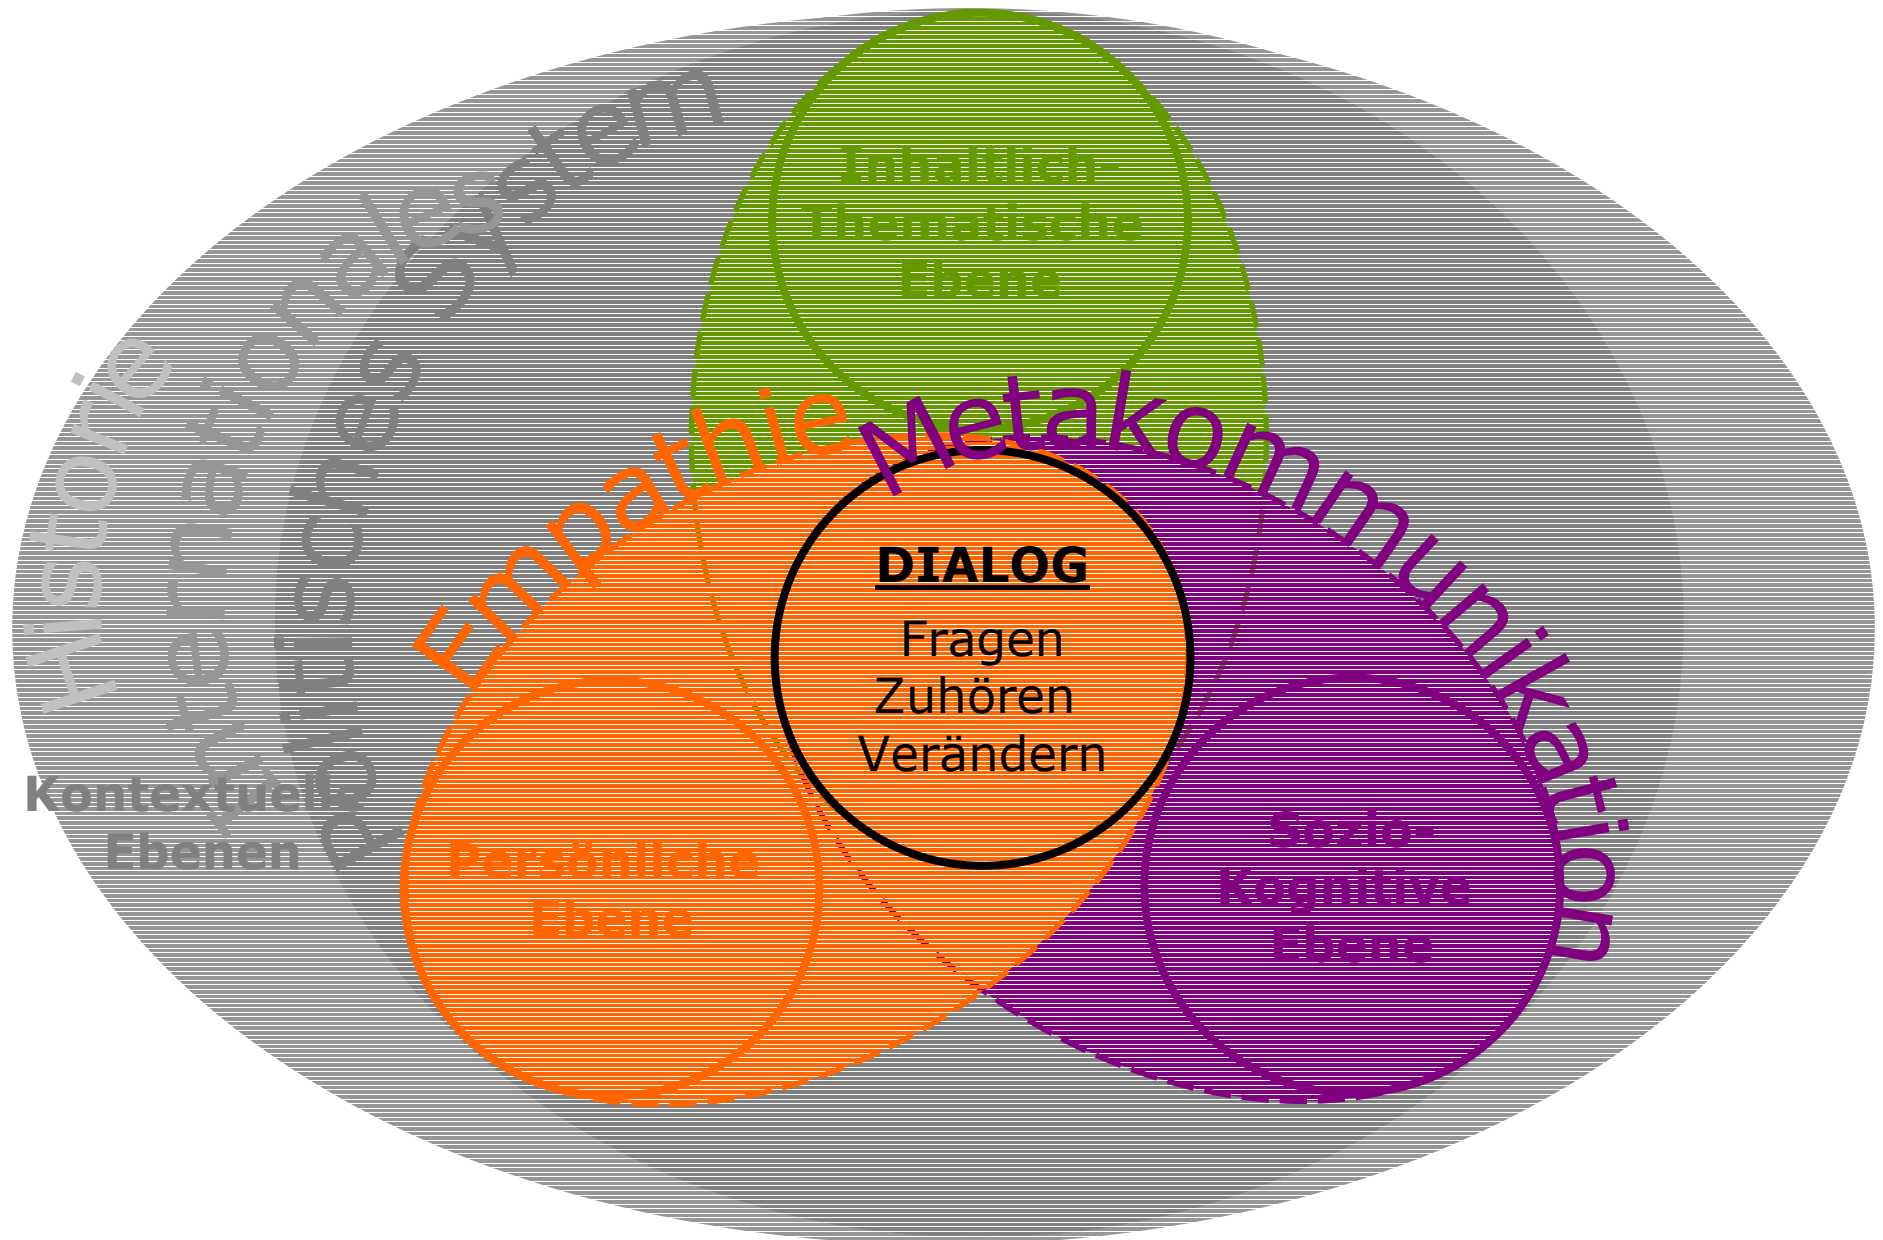 Inhaltlich-
Thematische
Ebene
Historie
Internationales
Politisches System
Empathie
Metakommunikation
DIALOG
Fragen
Zuhören
Verändern
Kontextuelle
Ebenen
Persönliche
Ebene
Sozio-
Kognitive
Ebene